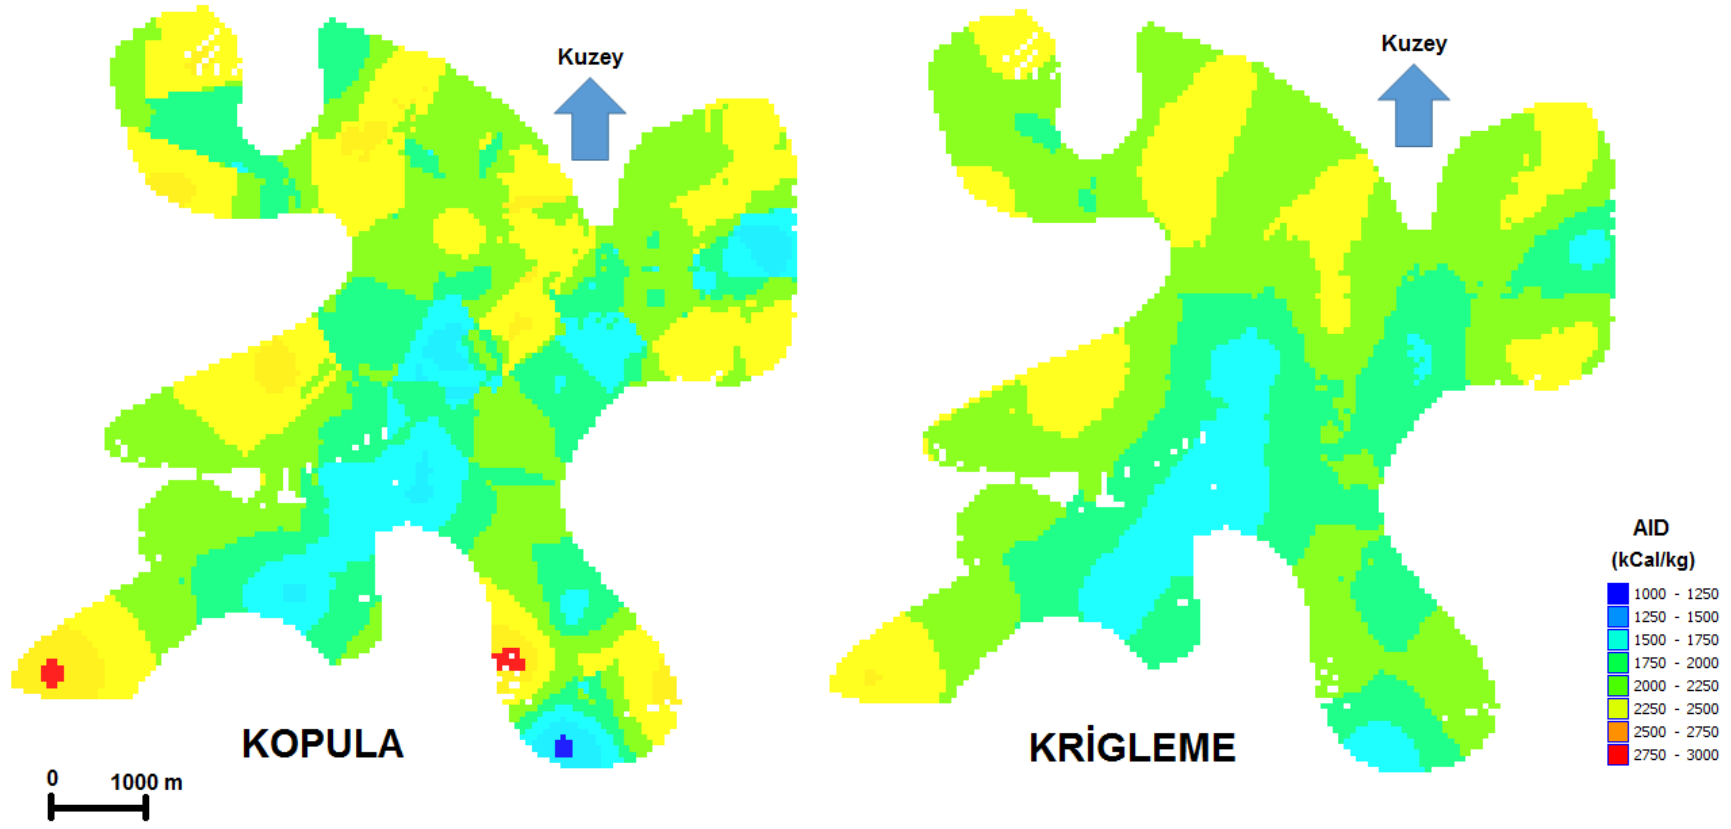 Kuzey
Kuzey
KOPULA
KRİGLEME
0 1000 m
AID
(kCal/kg)
1000 - 1250
1250 - 1500
1500 - 1750
1750 - 2000
2000 - 2250
2250 - 2500
2500 - 2750
2750 - 3000